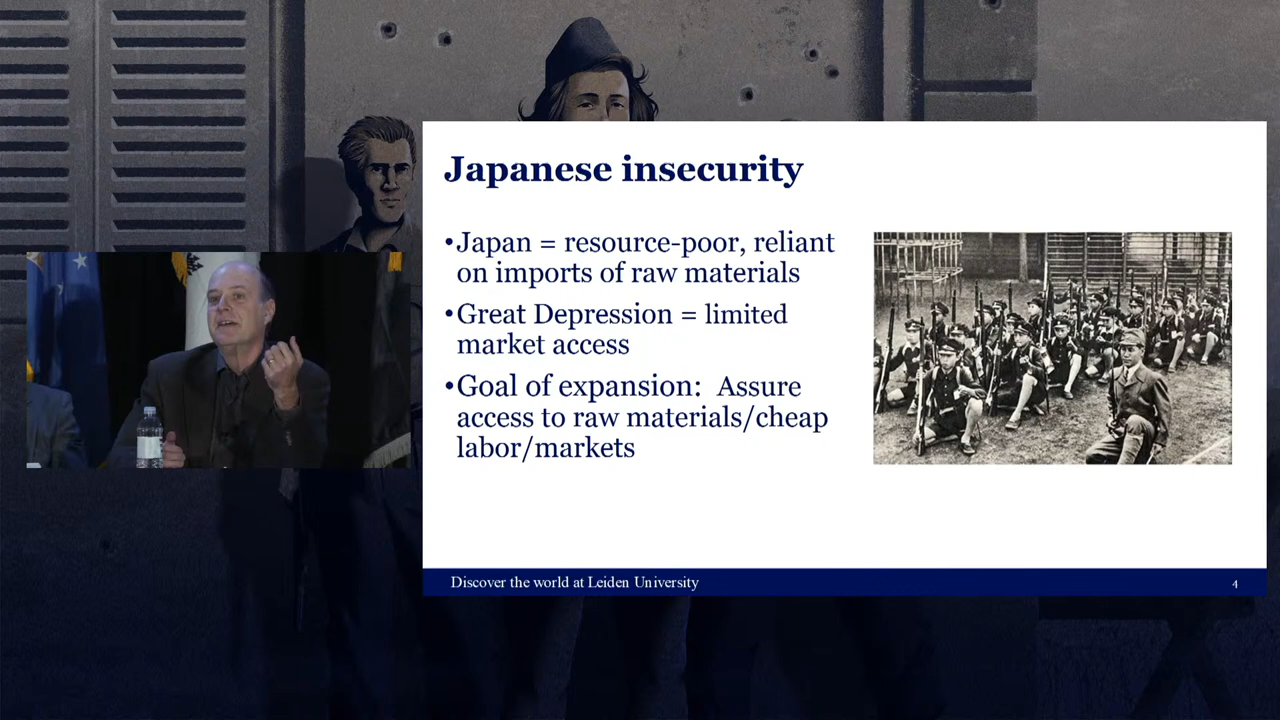 Japanese insecurity
•Japan = resource-poor, reliant
on imports of raw materials
•Great Depression = limited
market access
•Goal of expansion:  Assure
access to raw materials/cheap
labor/markets
Discover the world at Leiden University
4